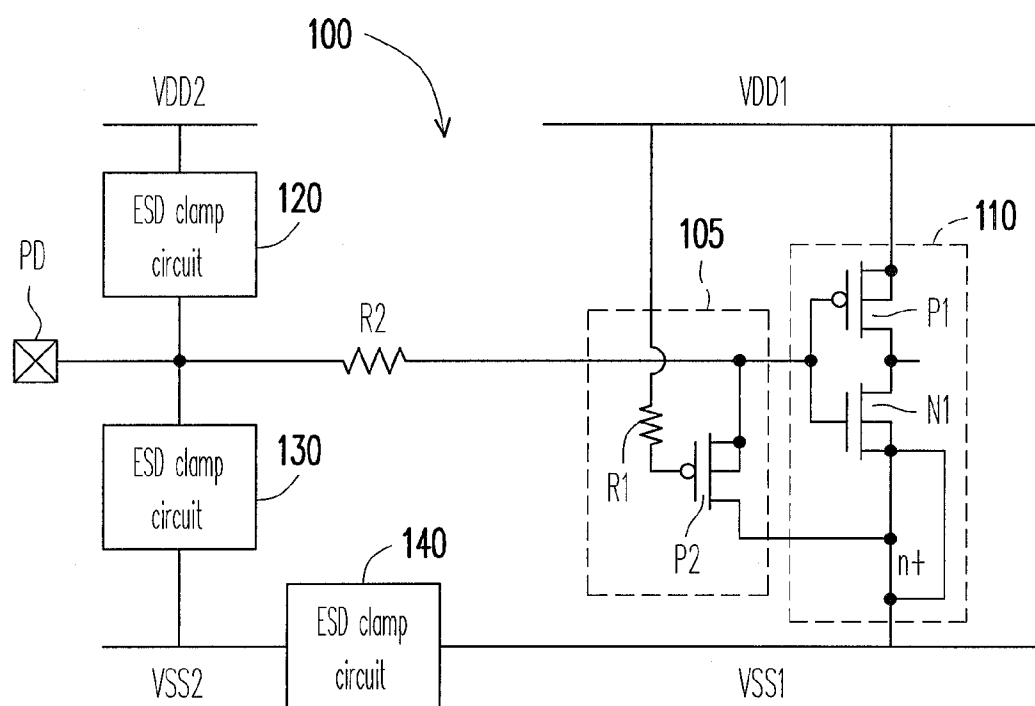 100
VDD2
VDD1
ESD clamp
circuit
120
105
110
PD
R2
P1
N1
ESD clamp
circuit
130
R1
P2
140
n+
ESD clamp
circuit
VSS2
VSS1